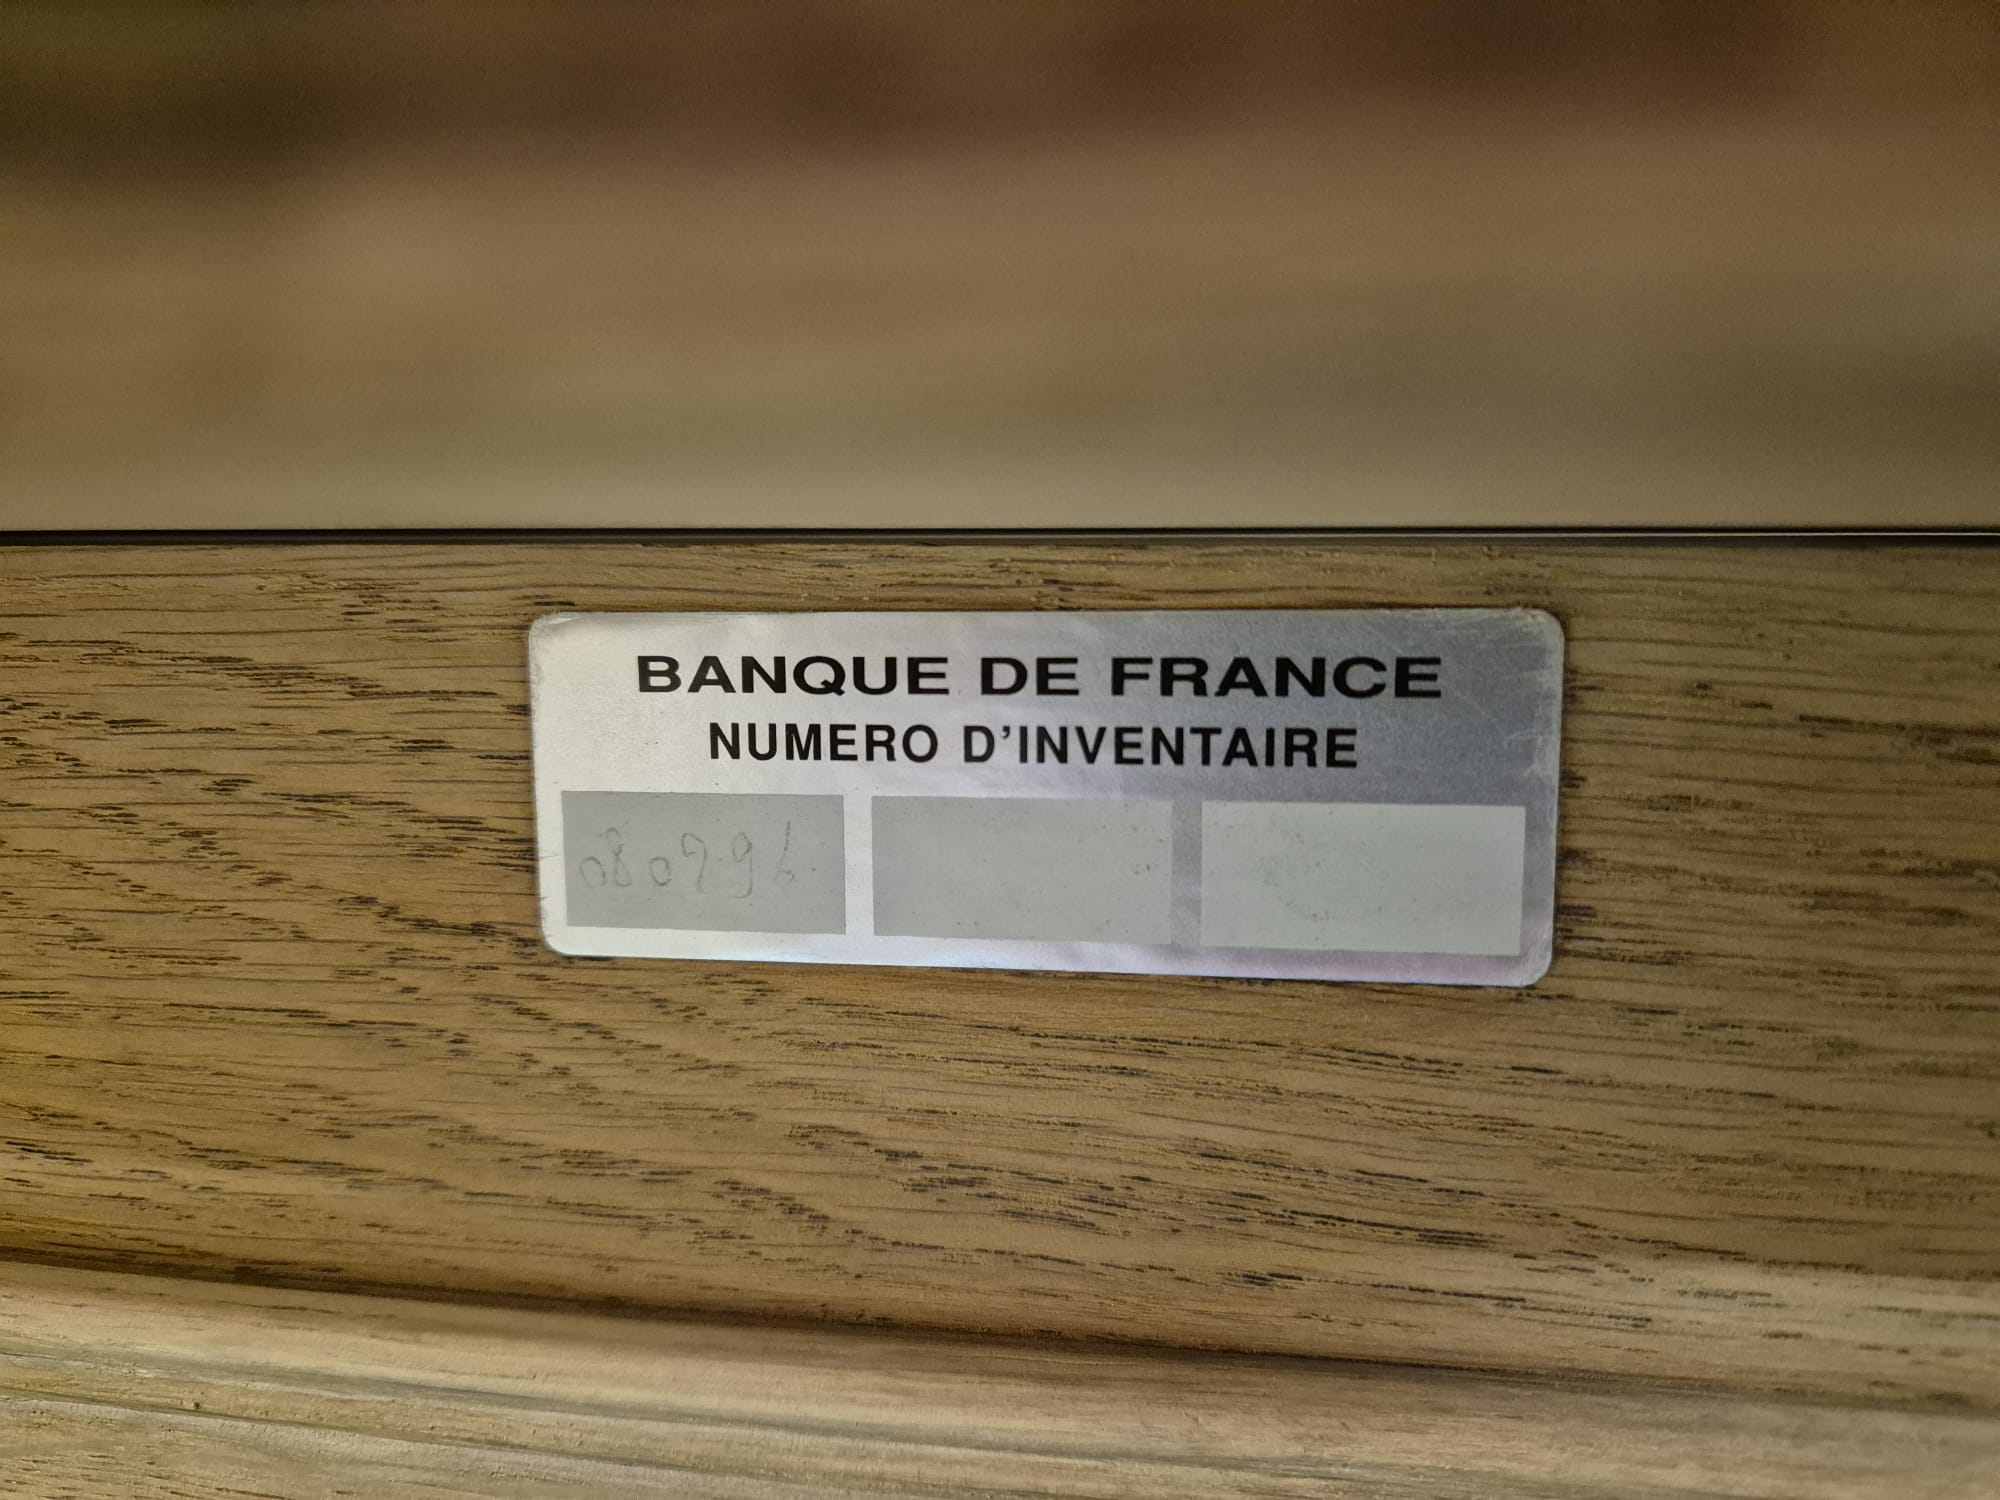 BANQUE DE FRANCE
NUMERO D'INVENTAIRE